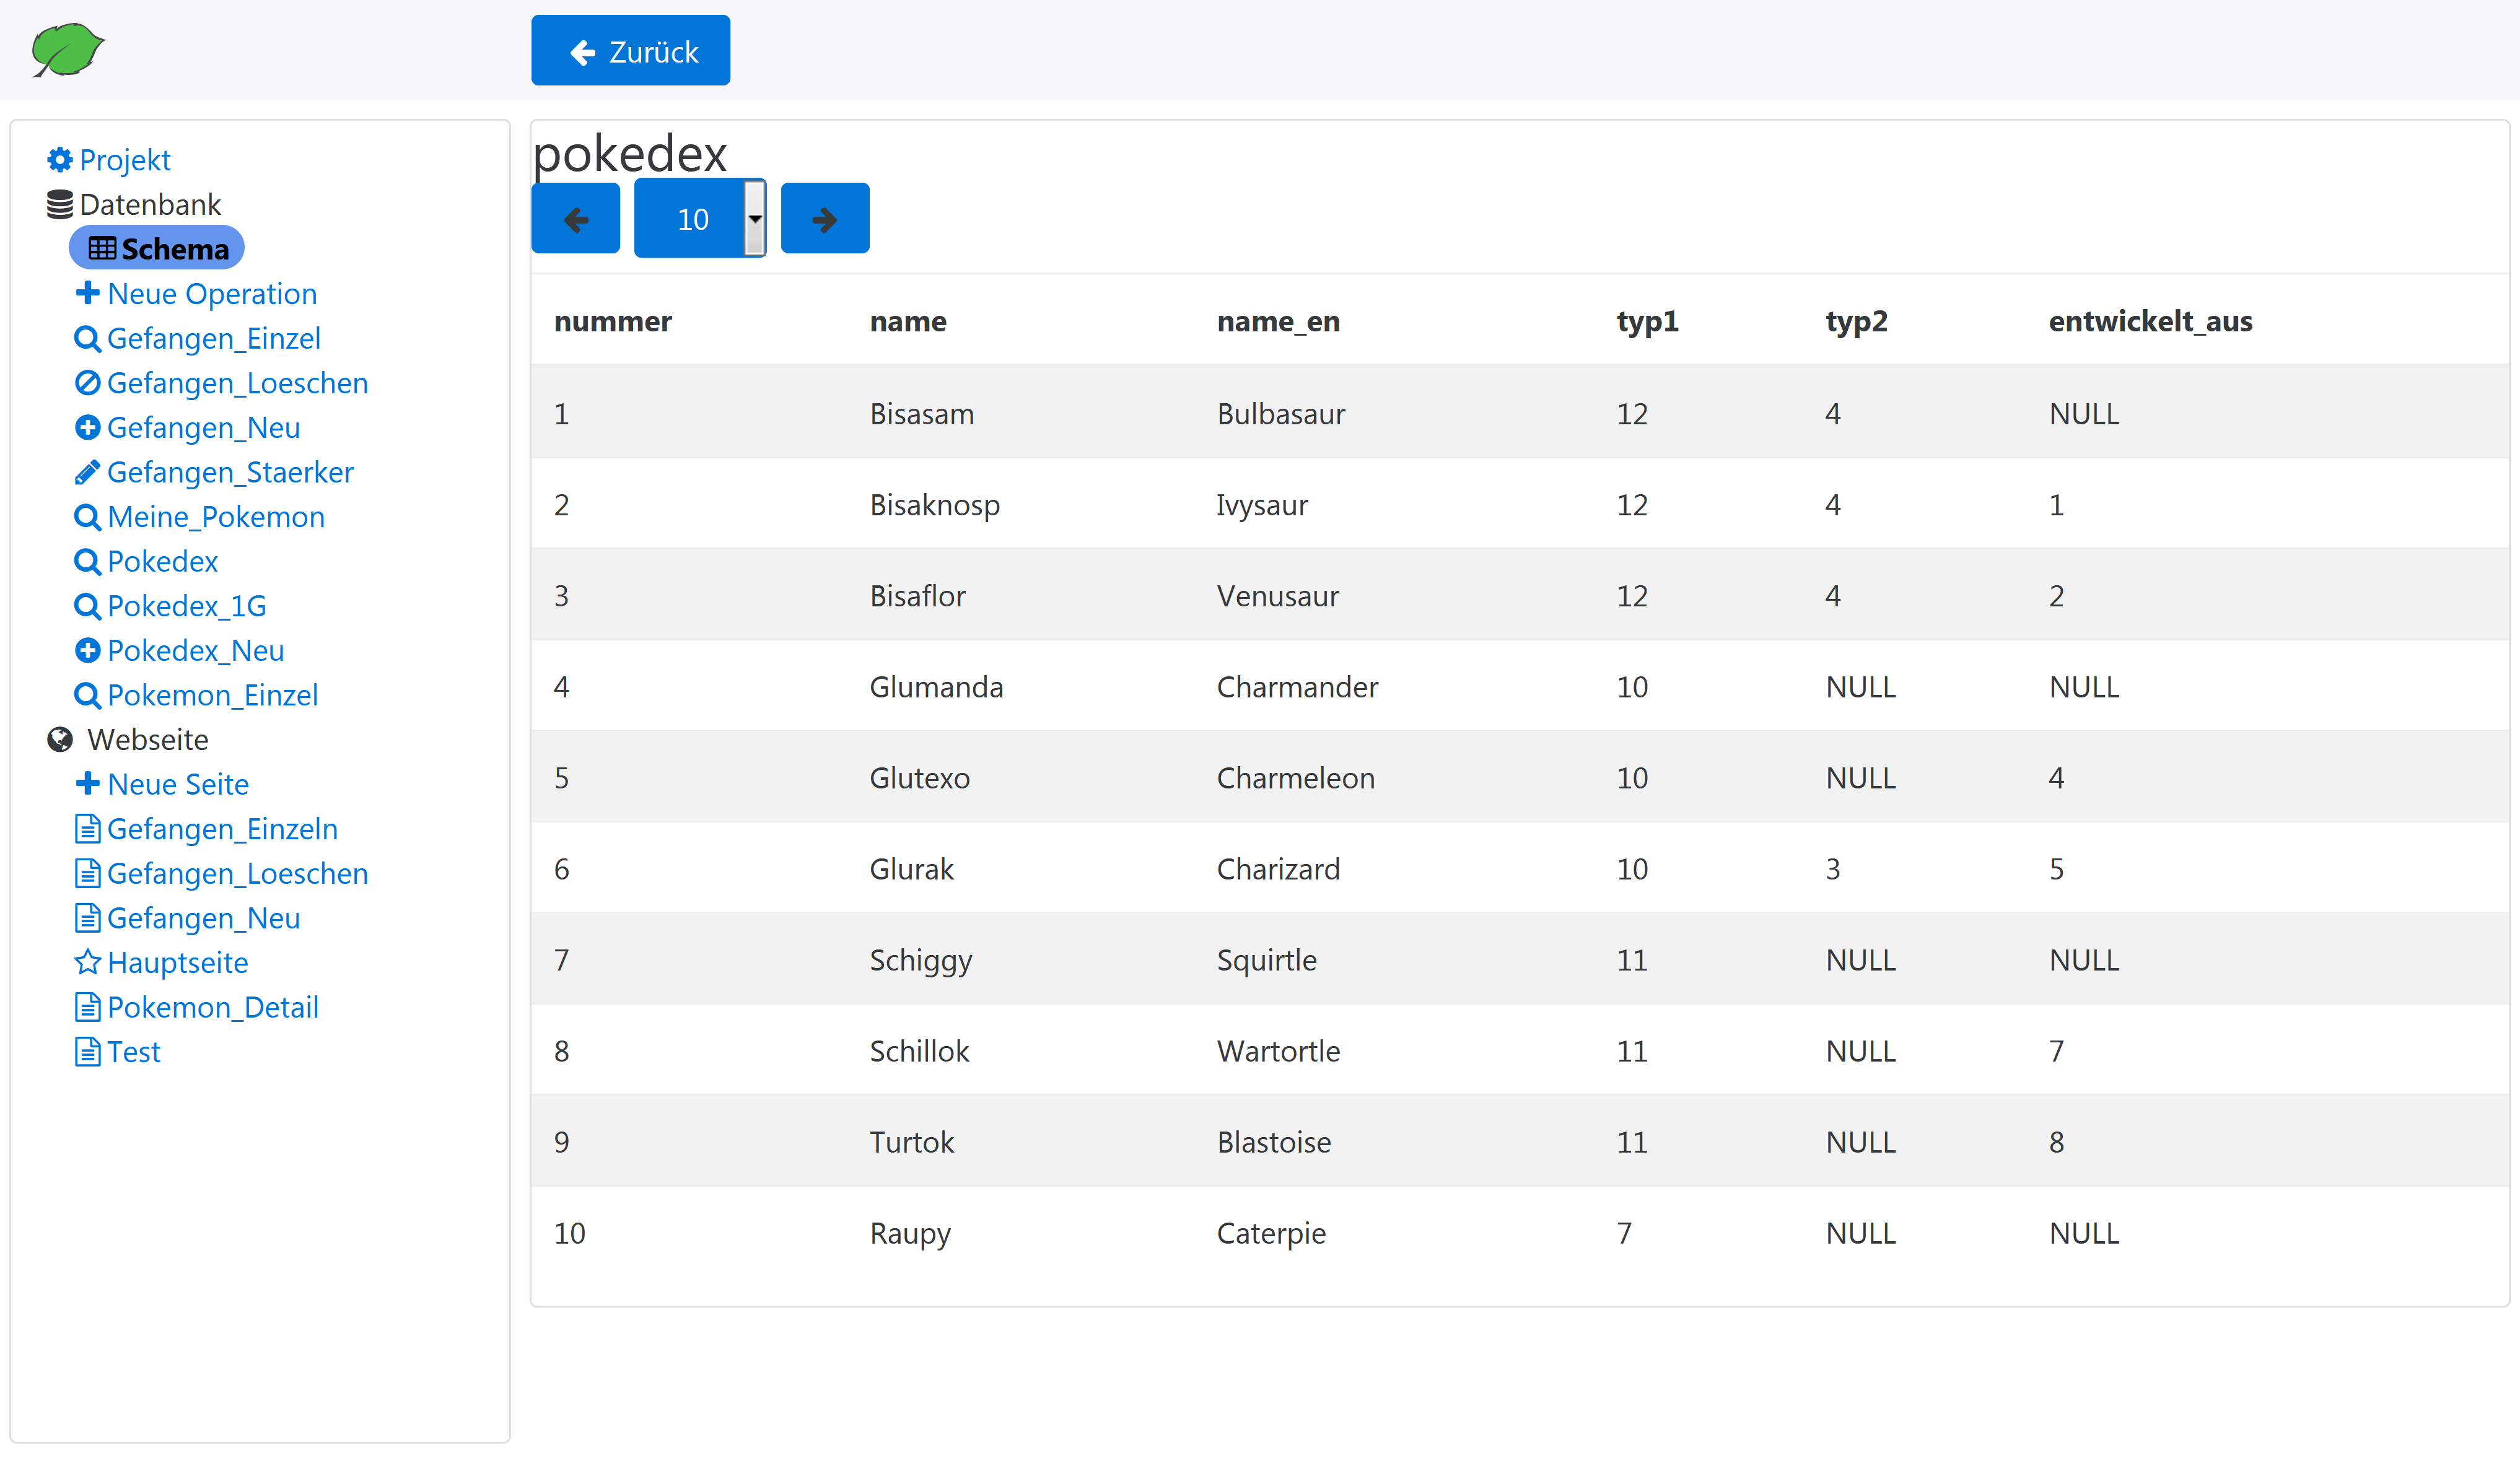 Zurück
Projekt
Datenbank
Schema
Neue Operation
Gefangen_Einzel
Gefangen_Loeschen
Gefangen_Neu
Gefangen_Staerker
Meine_Pokemon
Pokedex
Pokedex_1G
Pokedex_Neu
Pokemon_Einzel
Webseite
Neue Seite
Gefangen_Einzeln
Gefangen_Loeschen
Gefangen_Neu
Hauptseite
Pokemon_Detail
Test
pokedex
10
nummer name name_en typ1 typ2 entwickelt_aus
1 Bisasam Bulbasaur 12 4 NULL
2 Bisaknosp Ivysaur 12 4 1
3 Bisaflor Venusaur 12 4 2
4 Glumanda Charmander 10 NULL NULL
5 Glutexo Charmeleon 10 NULL 4
6 Glurak Charizard 10 3 5
7 Schiggy Squirtle 11 NULL NULL
8 Schillok Wartortle 11 NULL 7
9 Turtok Blastoise 11 NULL 8
10 Raupy Caterpie 7 NULL NULL